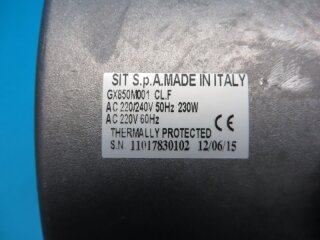 SIT S.p.A.MADE IN ITALY
GX850M001 CL.F
AC 220/240V 50Hz 230W
AC 220V 60Hz
THERMALLY PROTECTED CE
S.N. 11017830102 12/06/15